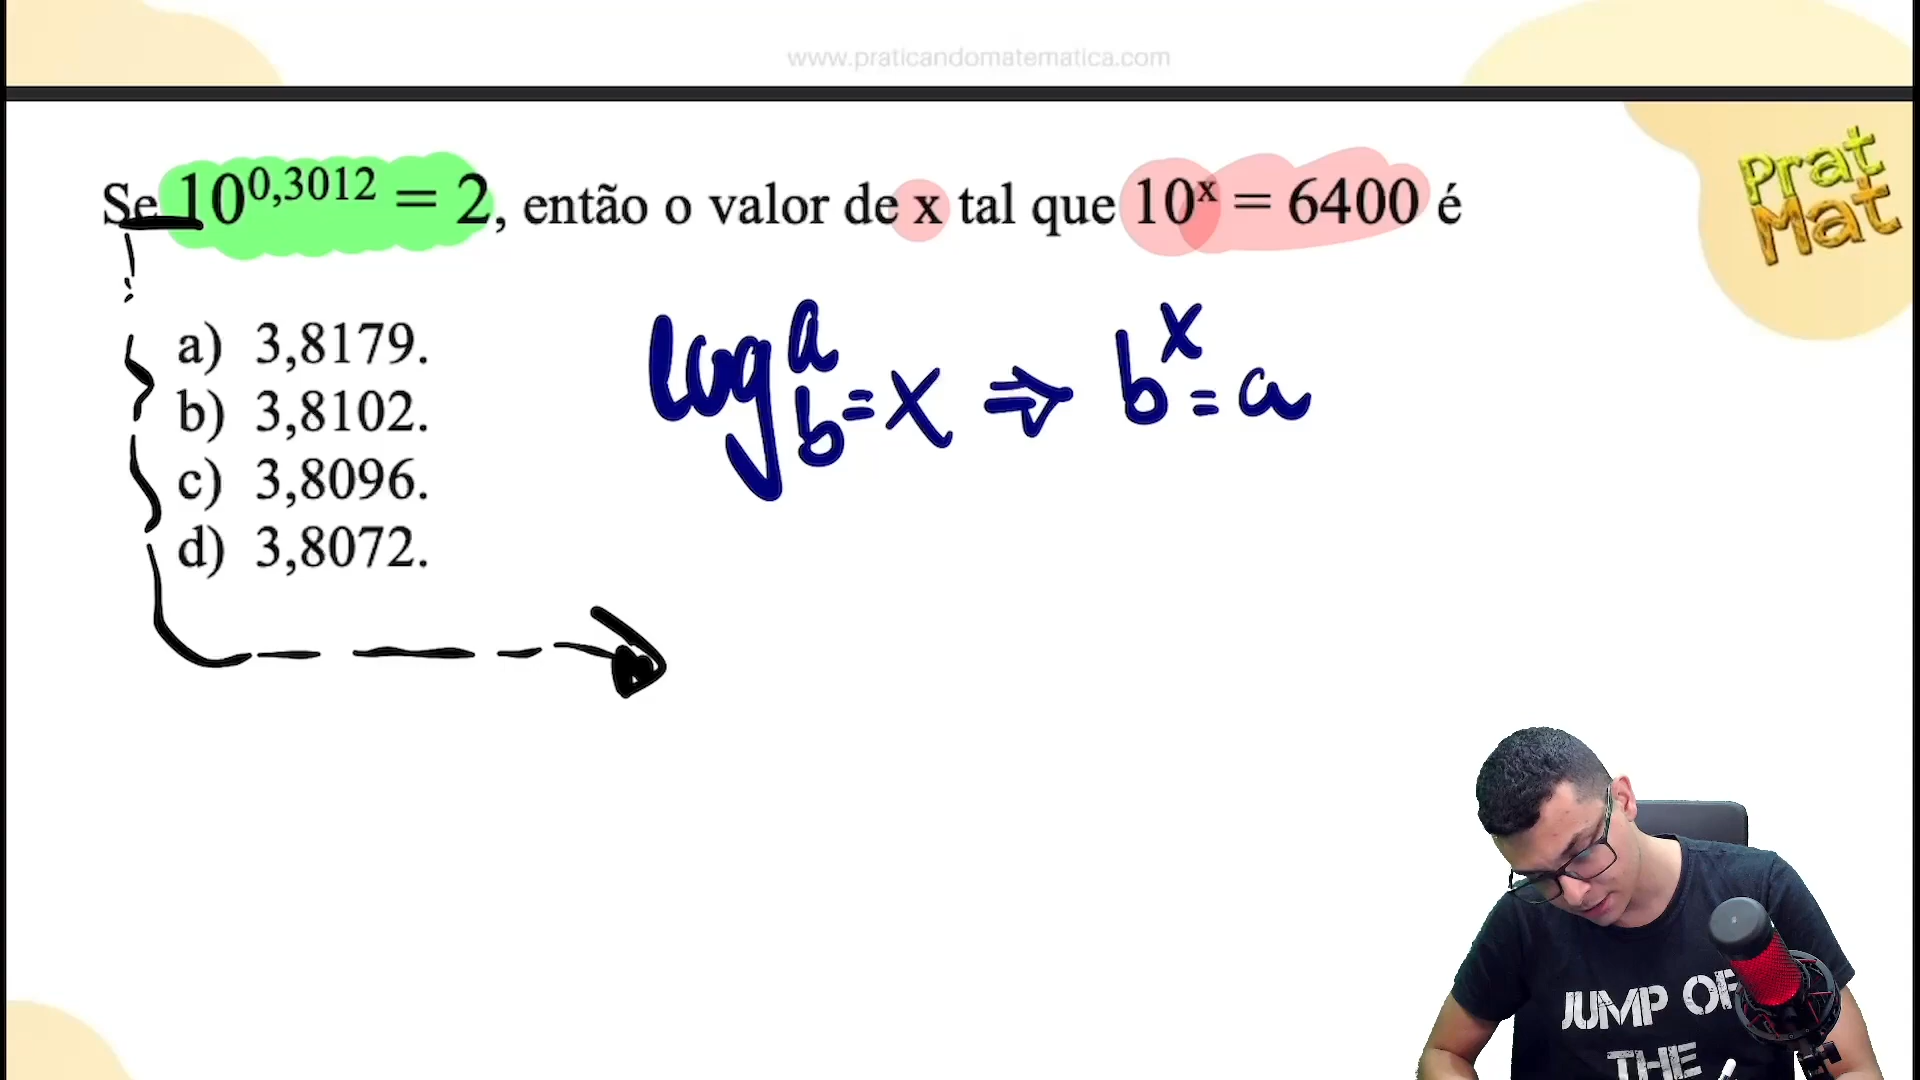 www.praticandomatematica.com
Prat
Mat
Se 10^0,3012 = 2, então o valor de x tal que 10^x = 6400 é
a) 3,8179.
b) 3,8102.
c) 3,8096.
d) 3,8072.
log_b^a = x ⇒ b^x = a
JUMP OF
THE